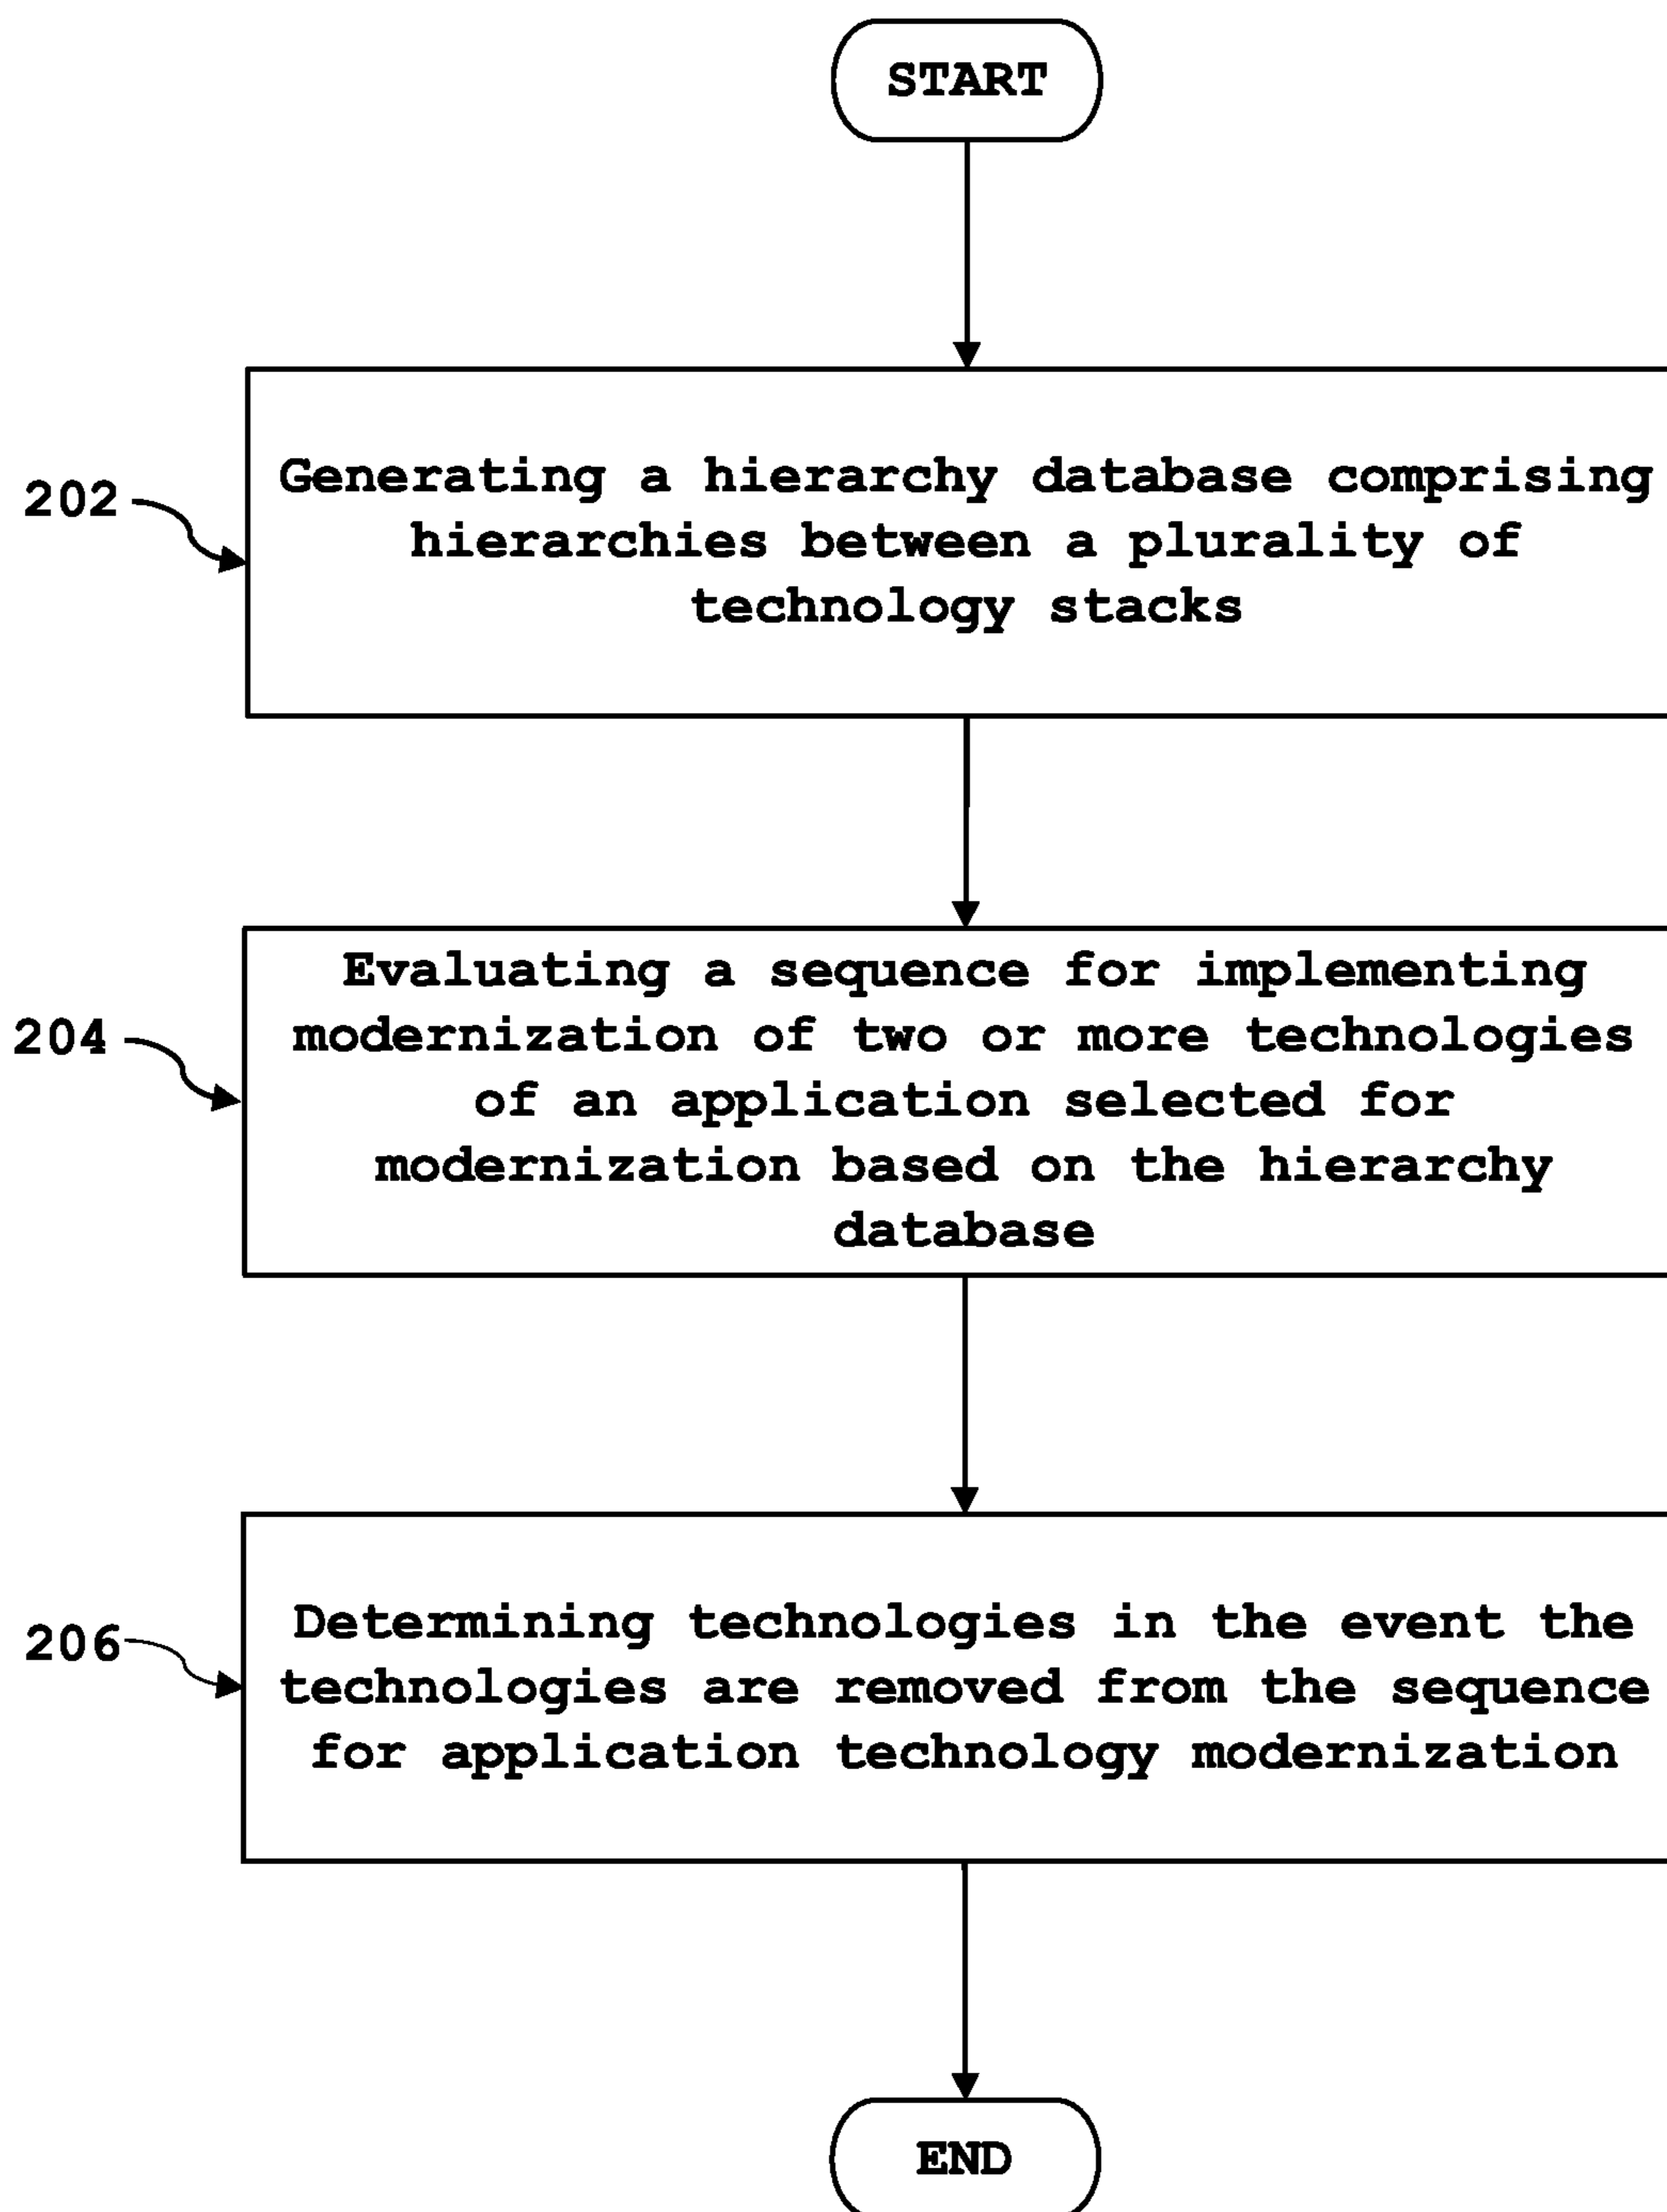 START
202
Generating a hierarchy database comprising
hierarchies between a plurality of
technology stacks
204
Evaluating a sequence for implementing
modernization of two or more technologies
of an application selected for
modernization based on the hierarchy
database
206
Determining technologies in the event the
technologies are removed from the sequence
for application technology modernization
END